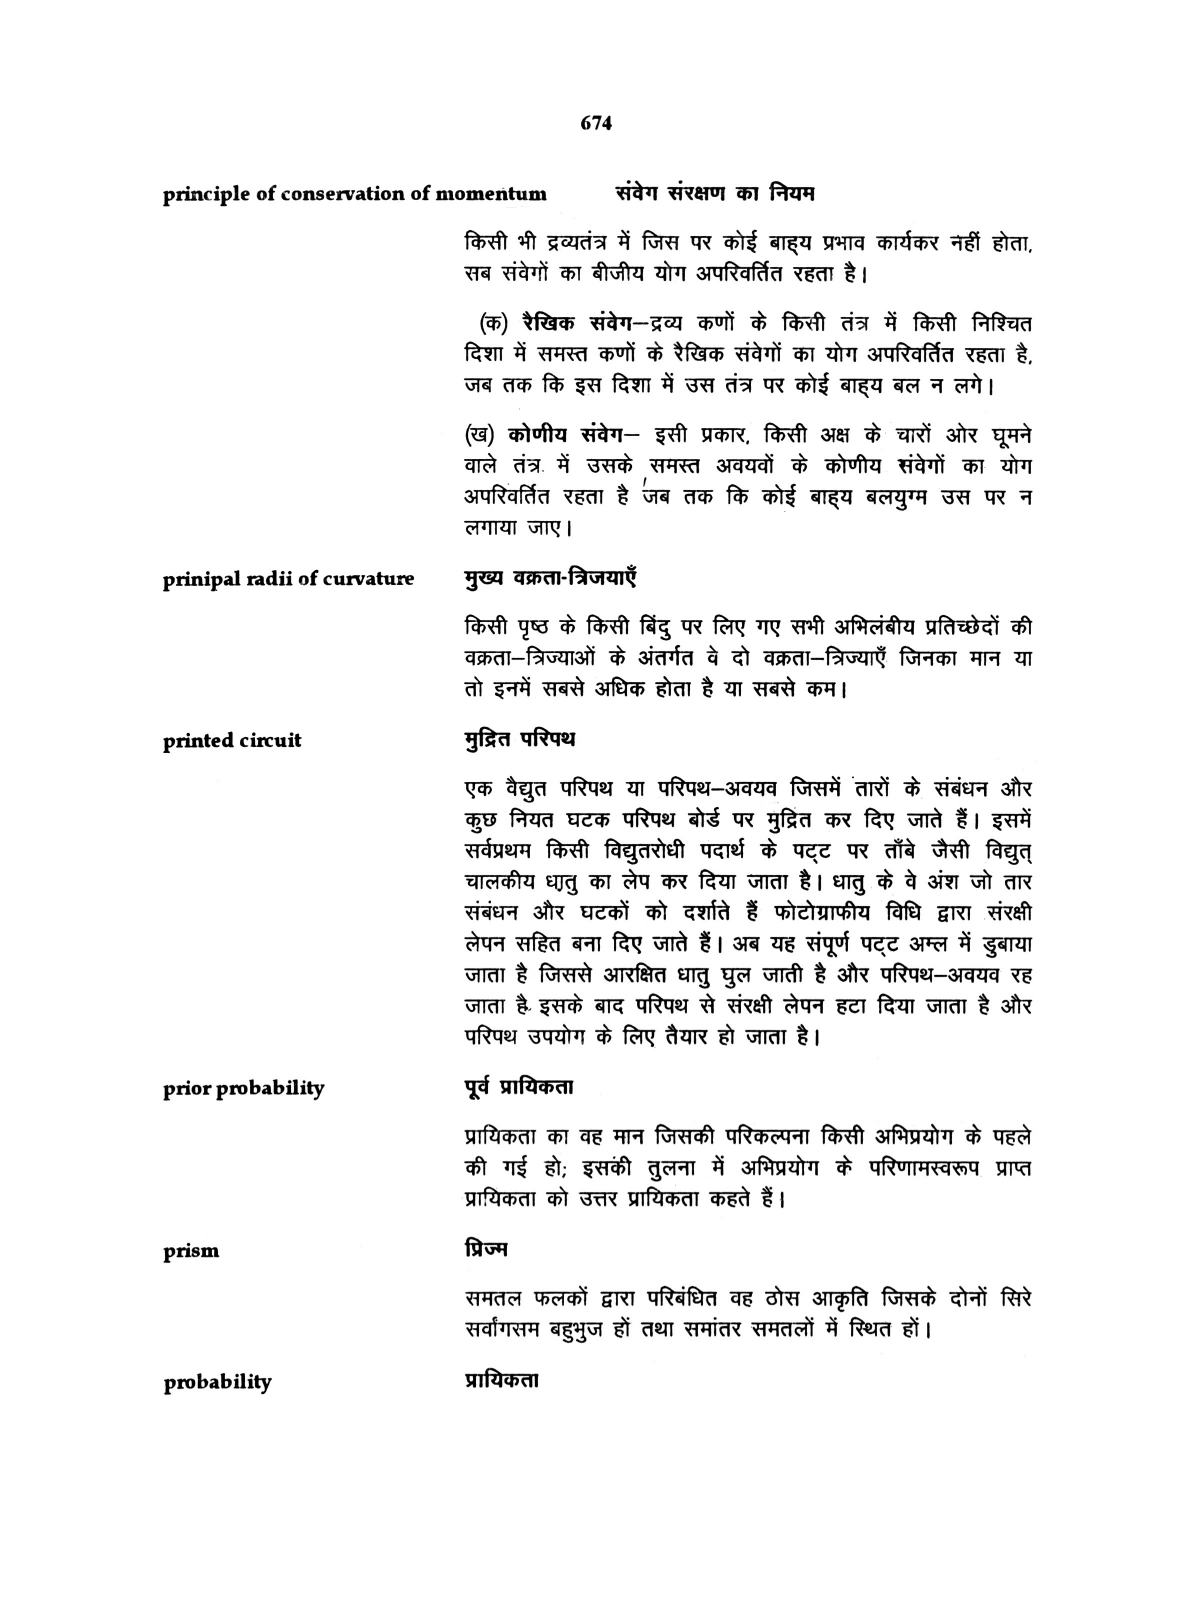 674
principle of conservation of momentum संवेग संरक्षण का नियम
किसी भी द्रव्यतंत्र में जिस पर कोई बाह्य प्रभाव कार्यकर नहीं होता,
सब संवेगों का बीजीय योग अपरिवर्तित रहता है।
(क) रैखिक संवेग–द्रव्य कणों के किसी तंत्र में किसी निश्चित
दिशा में समस्त कणों के रैखिक संवेगों का योग अपरिवर्तित रहता है,
जब तक कि इस दिशा में उस तंत्र पर कोई बाह्य बल न लगे।
(ख) कोणीय संवेग– इसी प्रकार, किसी अक्ष के चारों ओर घूमने
वाले तंत्र में उसके समस्त अवयवों के कोणीय संवेगों का योग
अपरिवर्तित रहता है जब तक कि कोई बाह्य बलयुग्म उस पर न
लगाया जाए।
prinipal radii of curvature मुख्य वक्रता-त्रिजयाएँ
किसी पृष्ठ के किसी बिंदु पर लिए गए सभी अभिलंबीय प्रतिच्छेदों की
वक्रता–त्रिज्याओं के अंतर्गत वे दो वक्रता–त्रिज्याएँ जिनका मान या
तो इनमें सबसे अधिक होता है या सबसे कम।
printed circuit मुद्रित परिपथ
एक वैद्युत परिपथ या परिपथ–अवयव जिसमें तारों के संबंधन और
कुछ नियत घटक परिपथ बोर्ड पर मुद्रित कर दिए जाते हैं। इसमें
सर्वप्रथम किसी विद्युतरोधी पदार्थ के पट्ट पर ताँबे जैसी विद्युत्
चालकीय धातु का लेप कर दिया जाता है। धातु के वे अंश जो तार
संबंधन और घटकों को दर्शाते हैं फोटोग्राफीय विधि द्वारा संरक्षी
लेपन सहित बना दिए जाते हैं। अब यह संपूर्ण पट्ट अम्ल में डुबाया
जाता है जिससे आरक्षित धातु घुल जाती है और परिपथ–अवयव रह
जाता है. इसके बाद परिपथ से संरक्षी लेपन हटा दिया जाता है और
परिपथ उपयोग के लिए तैयार हो जाता है।
prior probability पूर्व प्रायिकता
प्रायिकता का वह मान जिसकी परिकल्पना किसी अभिप्रयोग के पहले
की गई हो; इसकी तुलना में अभिप्रयोग के परिणामस्वरूप प्राप्त
प्रायिकता को उत्तर प्रायिकता कहते हैं।
prism प्रिज्म
समतल फलकों द्वारा परिबंधित वह ठोस आकृति जिसके दोनों सिरे
सर्वांगसम बहुभुज हों तथा समांतर समतलों में स्थित हों।
probability प्रायिकता